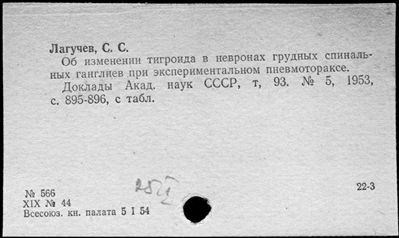 Лагучев, С. С.
Об изменении тигроида в невронах грудных спиналь-
ных ганглиев при экспериментальном пневмотораксе.
Доклады Акад. наук СССР, т, 93. № 5, 1953,
с. 895-896, с табл.
№ 566
XIX № 44
Всесоюз. кн. палата 5 I 54
22-3